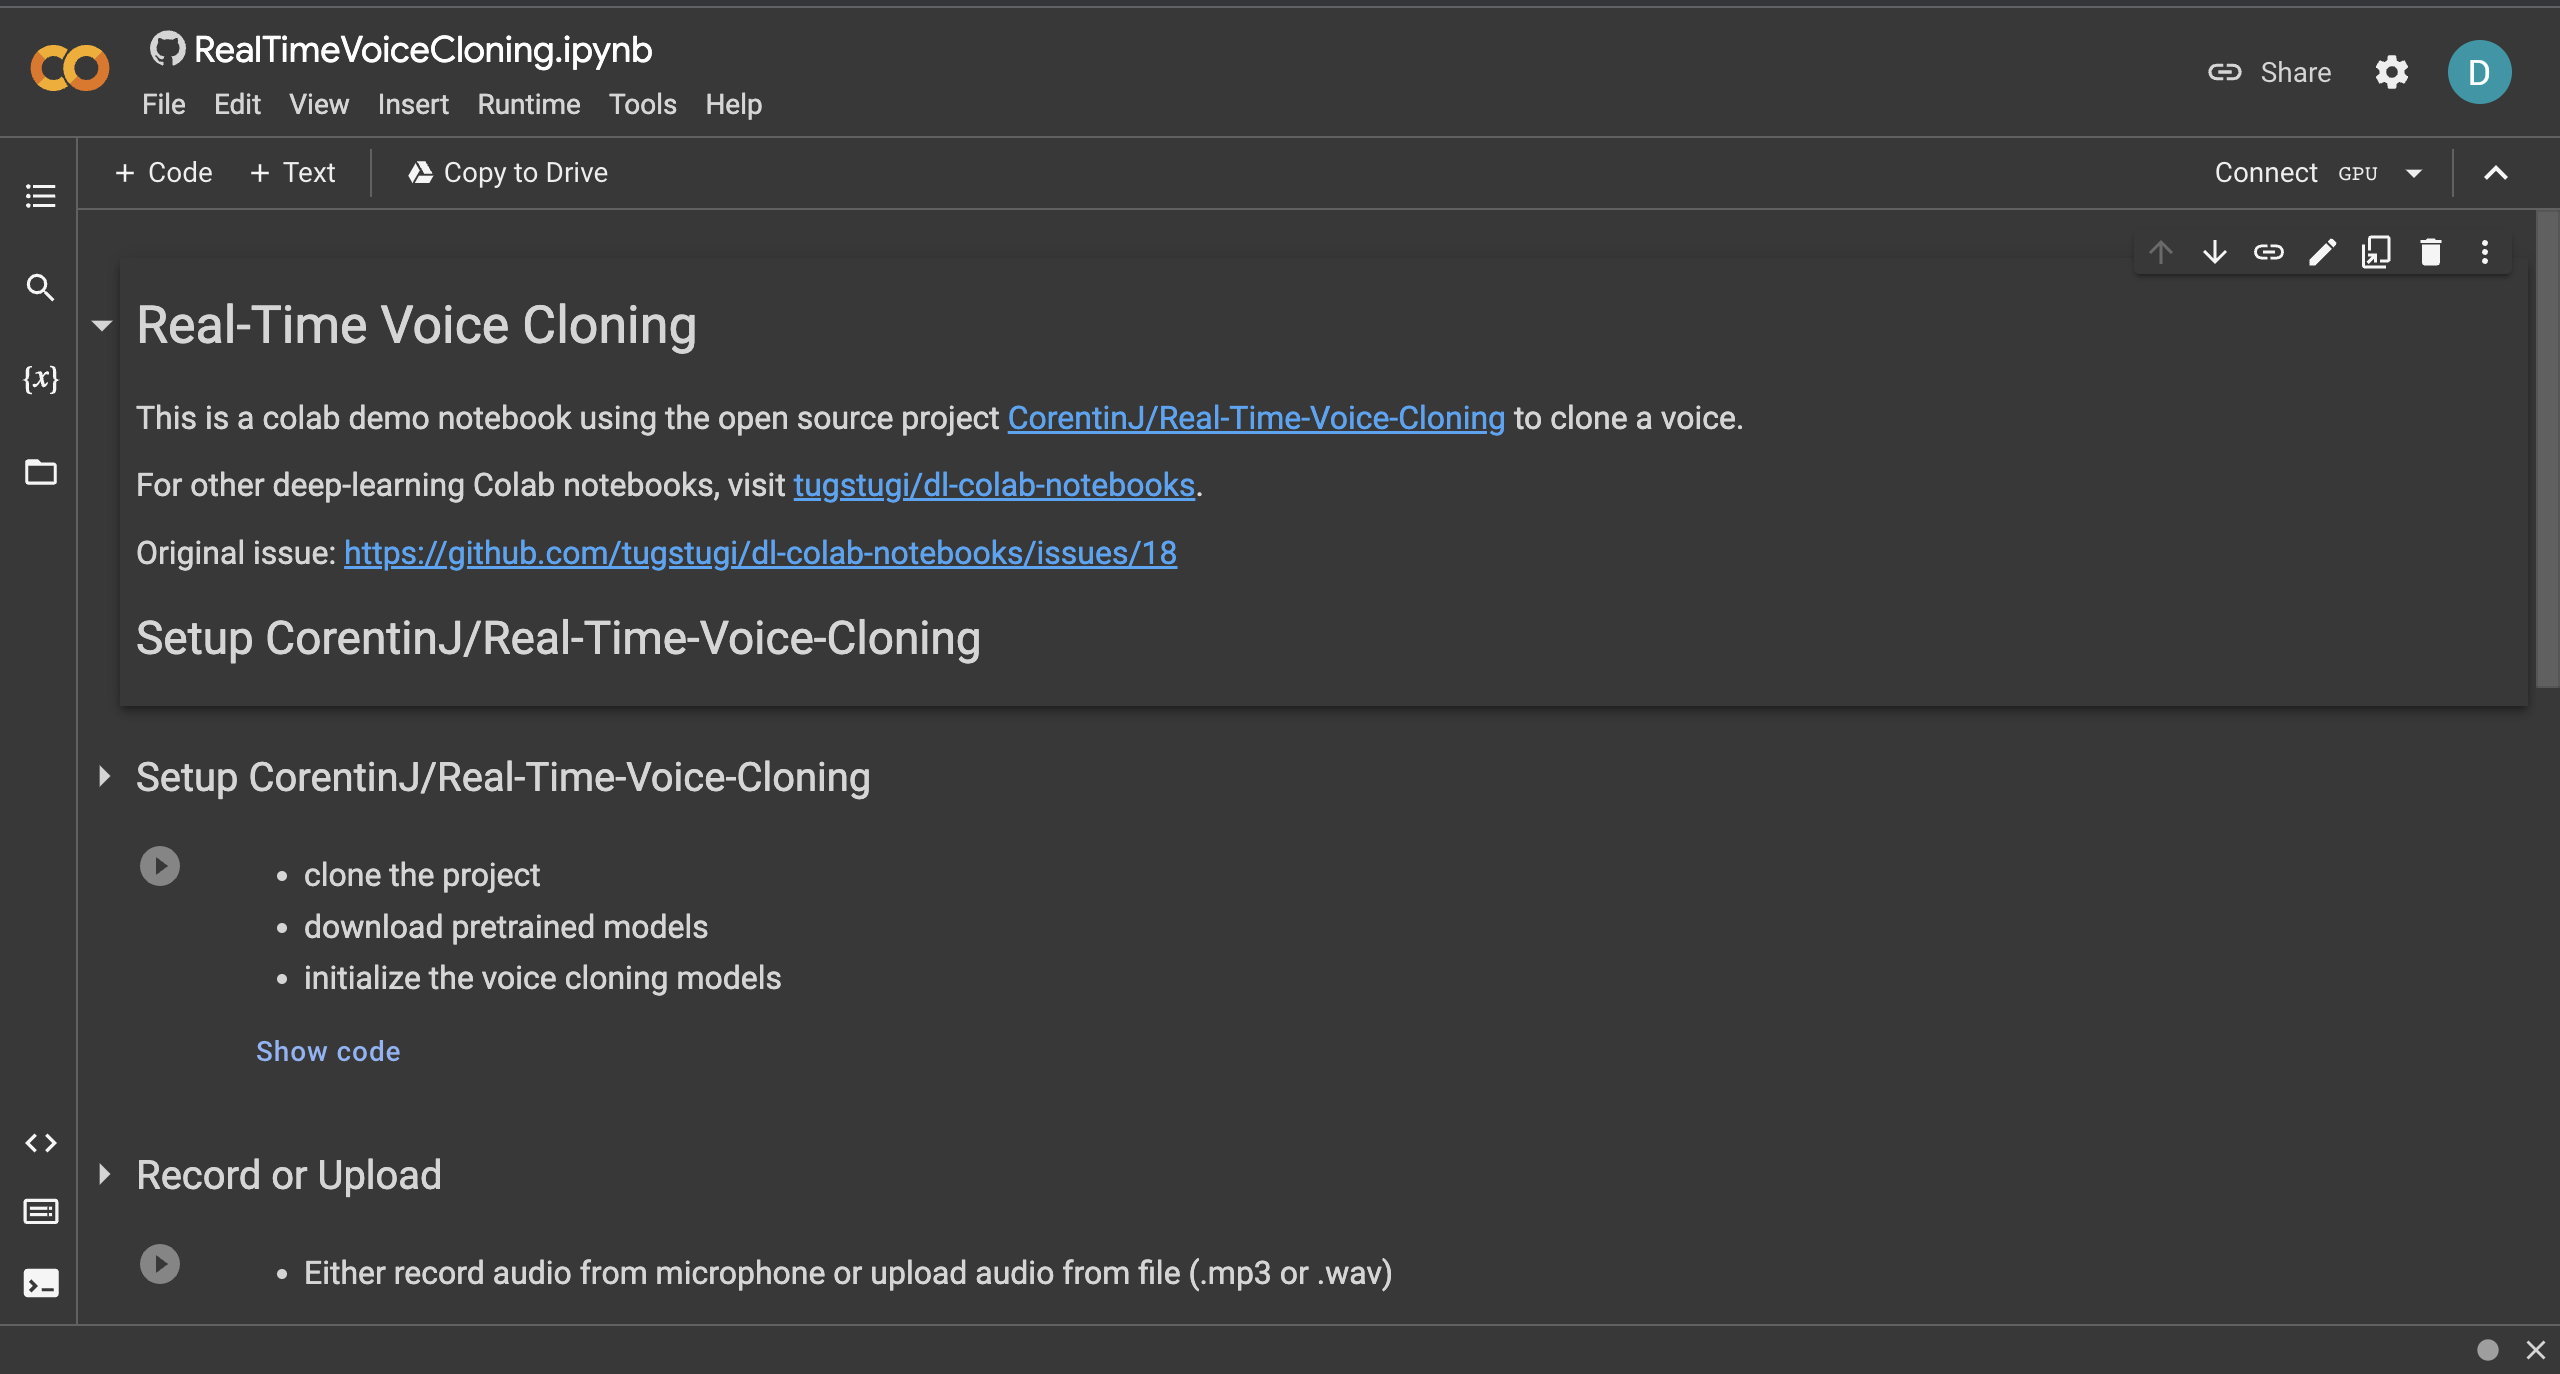 RealTimeVoiceCloning.ipynb
File Edit View Insert Runtime Tools Help
Share
D
+ Code + Text Copy to Drive
Connect GPU
{x}
Real-Time Voice Cloning
This is a colab demo notebook using the open source project CorentinJ/Real-Time-Voice-Cloning to clone a voice.
For other deep-learning Colab notebooks, visit tugstugi/dl-colab-notebooks.
Original issue: https://github.com/tugstugi/dl-colab-notebooks/issues/18
Setup CorentinJ/Real-Time-Voice-Cloning
Setup CorentinJ/Real-Time-Voice-Cloning
• clone the project
• download pretrained models
• initialize the voice cloning models
Show code
Record or Upload
• Either record audio from microphone or upload audio from file (.mp3 or .wav)